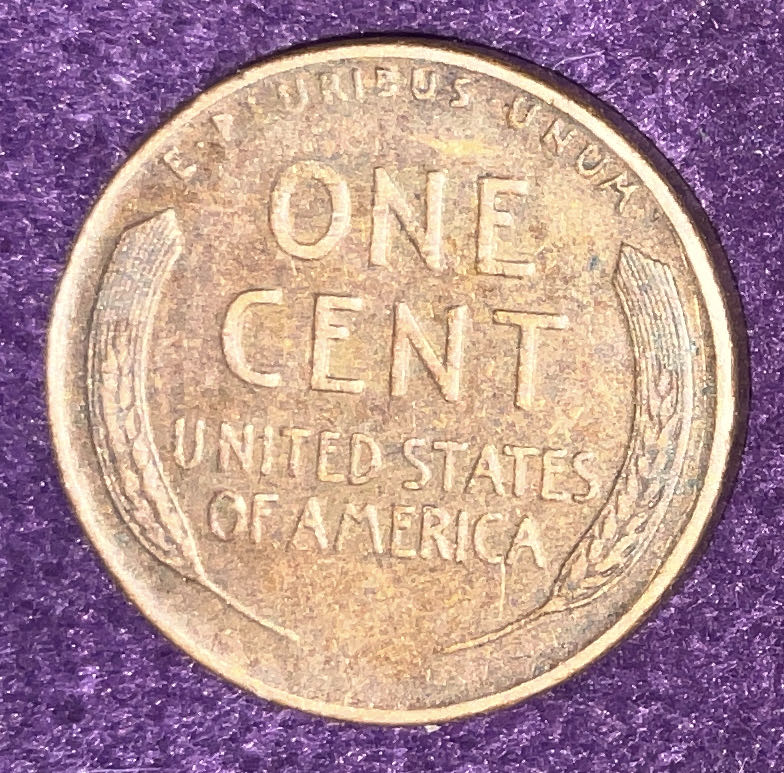 E·PLURIBUS·UNUM
ONE
CENT
UNITED STATES
OF AMERICA